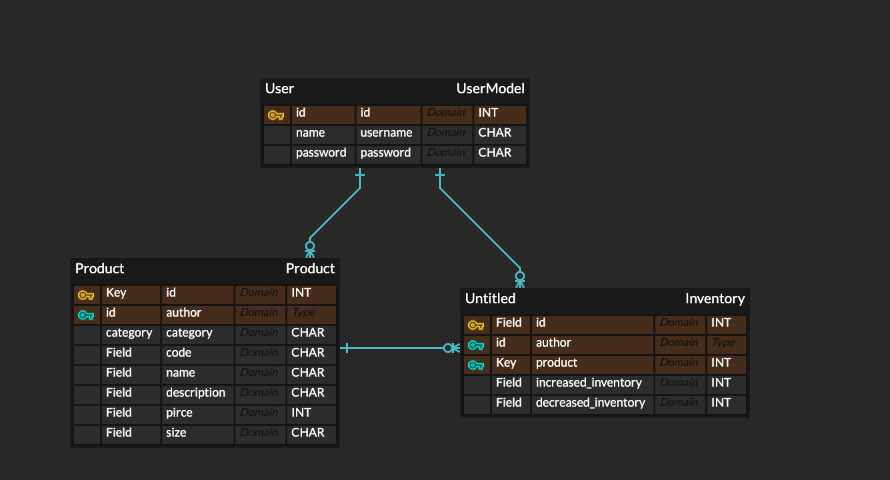 User UserModel
id id Domain INT
name username Domain CHAR
password password Domain CHAR
Product Product
Key id Domain INT
id author Domain Type
category category Domain CHAR
Field code Domain CHAR
Field name Domain CHAR
Field description Domain CHAR
Field pirce Domain INT
Field size Domain CHAR
Untitled Inventory
Field id Domain INT
id author Domain Type
Key product Domain INT
Field increased_inventory Domain INT
Field decreased_inventory Domain INT